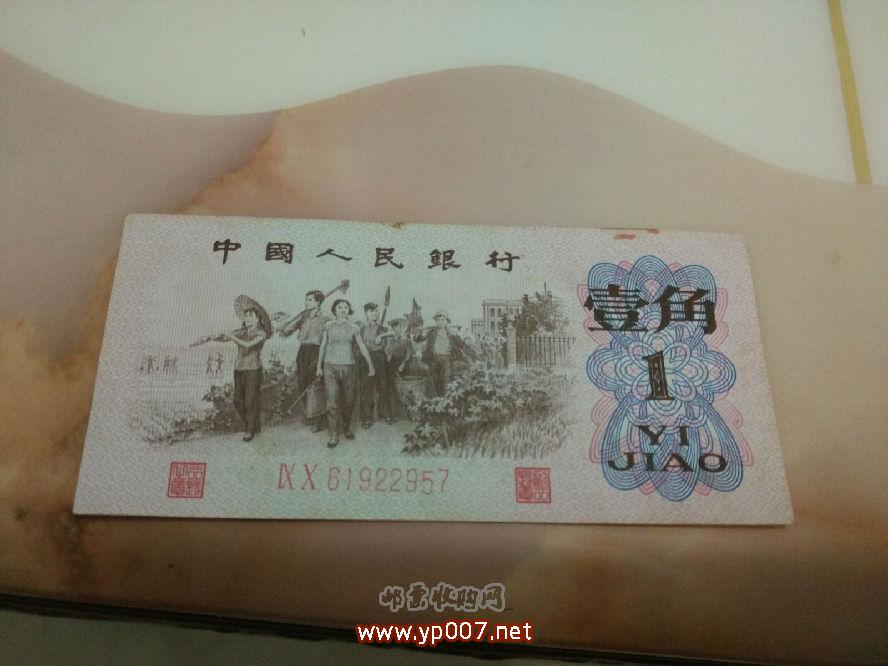 中國人民銀行
壹角
1
YI
JIAO
IX X 61922957
邮币收购网
www.yp007.net